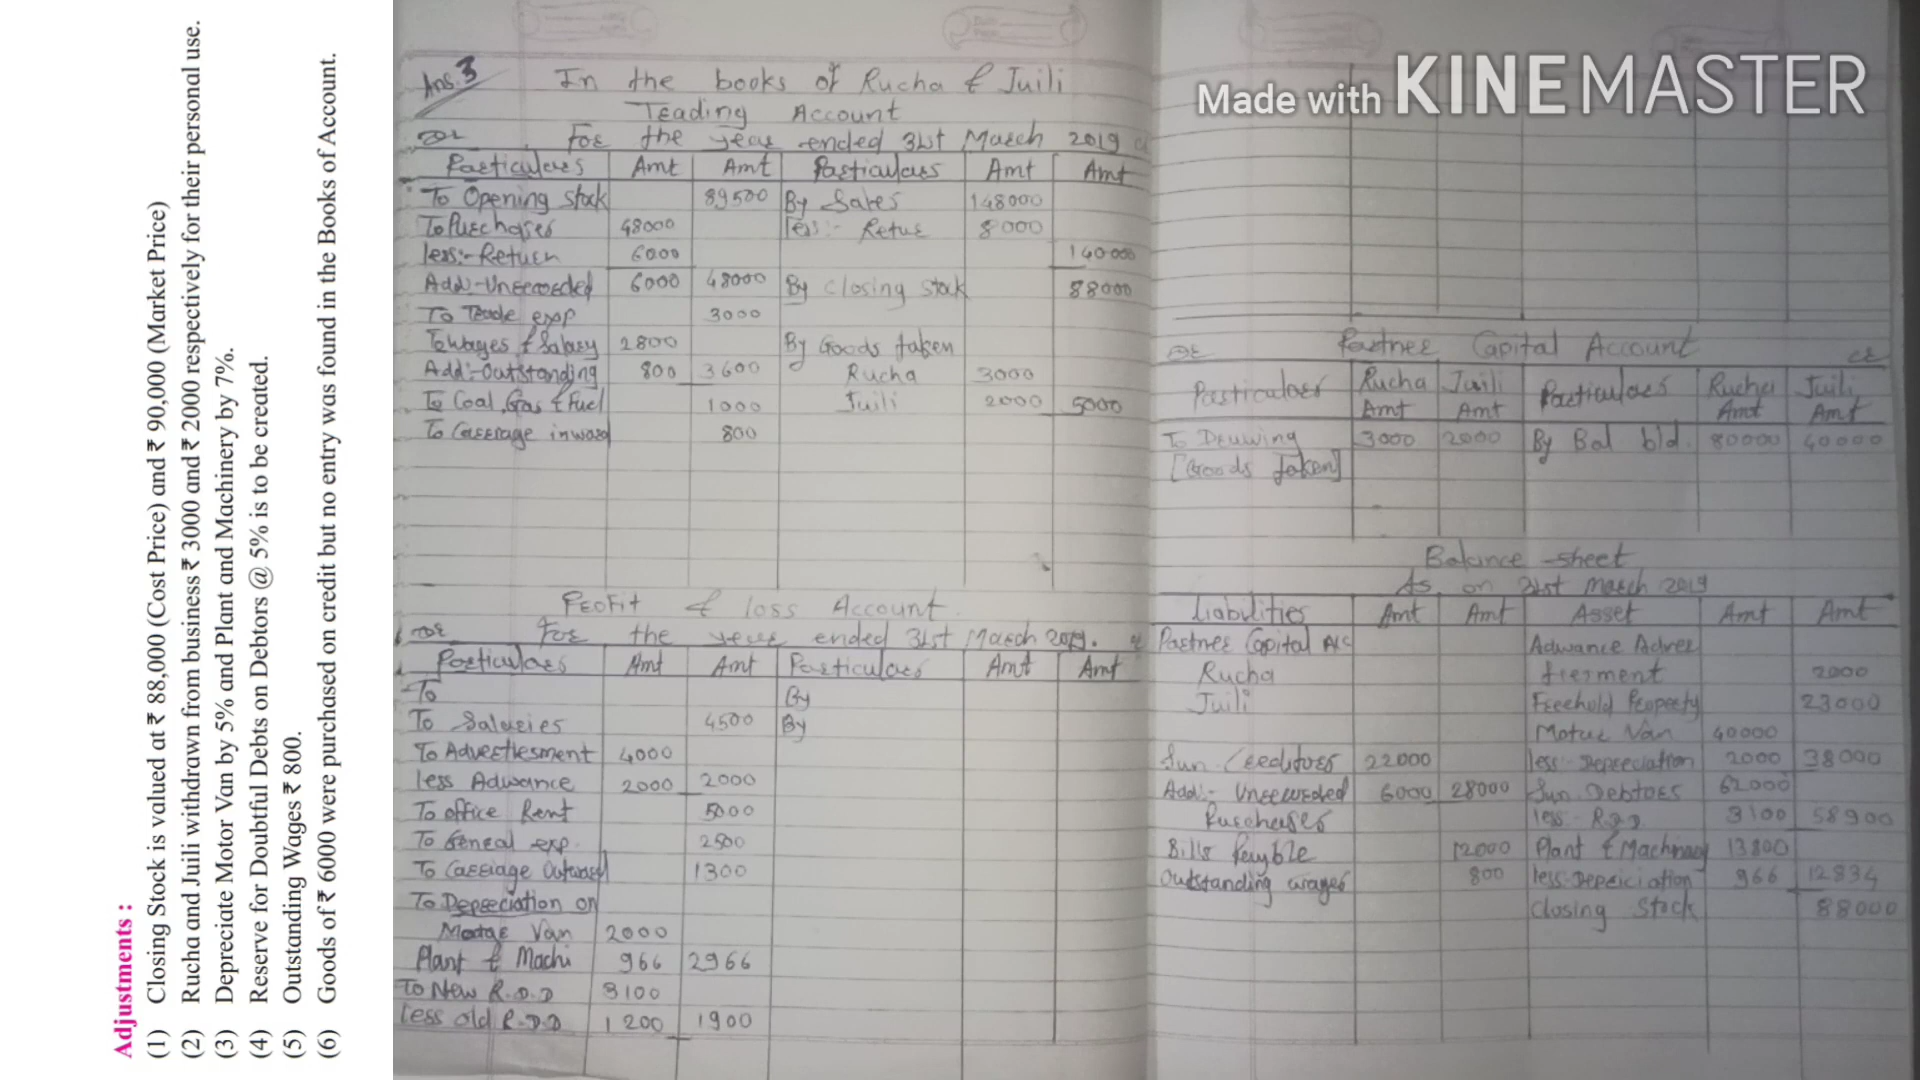 Adjustments :
(1) Closing Stock is valued at ₹ 88,000 (Cost Price) and ₹ 90,000 (Market Price)
(2) Rucha and Juili withdrawn from business ₹ 3000 and ₹ 2000 respectively for their personal use.
(3) Depreciate Motor Van by 5% and Plant and Machinery by 7%.
(4) Reserve for Doubtful Debts on Debtors @ 5% is to be created.
(5) Outstanding Wages ₹ 800.
(6) Goods of ₹ 6000 were purchased on credit but no entry was found in the Books of Account.
Ans.3 In the books of Rucha & Juili
Trading Account
Dr For the year ended 31st March 2019 Cr
Particulars Amt Amt Particulars Amt Amt
To Opening stock 89500 By Sales 148000
To Purchases 48000 less:- Retur 8000
less:- Return 6000 140000
Add:-Unrecorded 6000 48000 By closing stock 88000
To Trade exp 3000
To wages & Salary 2800 By Goods taken
Add:-Outstanding 800 3600 Rucha 3000
To Coal, Gas & Fuel 1000 Juili 2000 5000
To Carriage inward 800
Profit & loss Account.
Dr For the year ended 31st March 2019.
Particulars Amt Amt Particulars Amt Amt
To By
To Salaries 4500 By
To Advertiesment 4000
less Adwance 2000 2000
To office Rent 5000
To Genral exp. 2500
To Carriage Outward 1300
To Depreciation on
Motor Van 2000
Plant & Machi 966 2966
To New R.D.D 3100
less old R.D.D 1200 1900
Made with KINEMASTER
Partner Capital Account
Dr Cr
Particulars Rucha Amt Juili Amt Particulars Rucha Amt Juili Amt
To Drawing 3000 2000 By Bal b/d. 80000 40000
[Goods taken]
Balance -sheet
As on 31st march 2019
Liabilities Amt Amt Asset Amt Amt
Partner Capital A/c Adwance Adver
Rucha tiesment 2000
Juili Freehold Property 23000
Motor Van 40000
Sun Creditors 22000 less- Depreciation 2000 38000
Add:- Unrecorded 6000 28000 Sun. Debtors 62000
Purchases less- R.D.D 3100 58900
Bills Payble 12000 Plant & Machinary 13800
Outstanding wages 800 less-Depriciation 966 12834
Closing Stock 88000